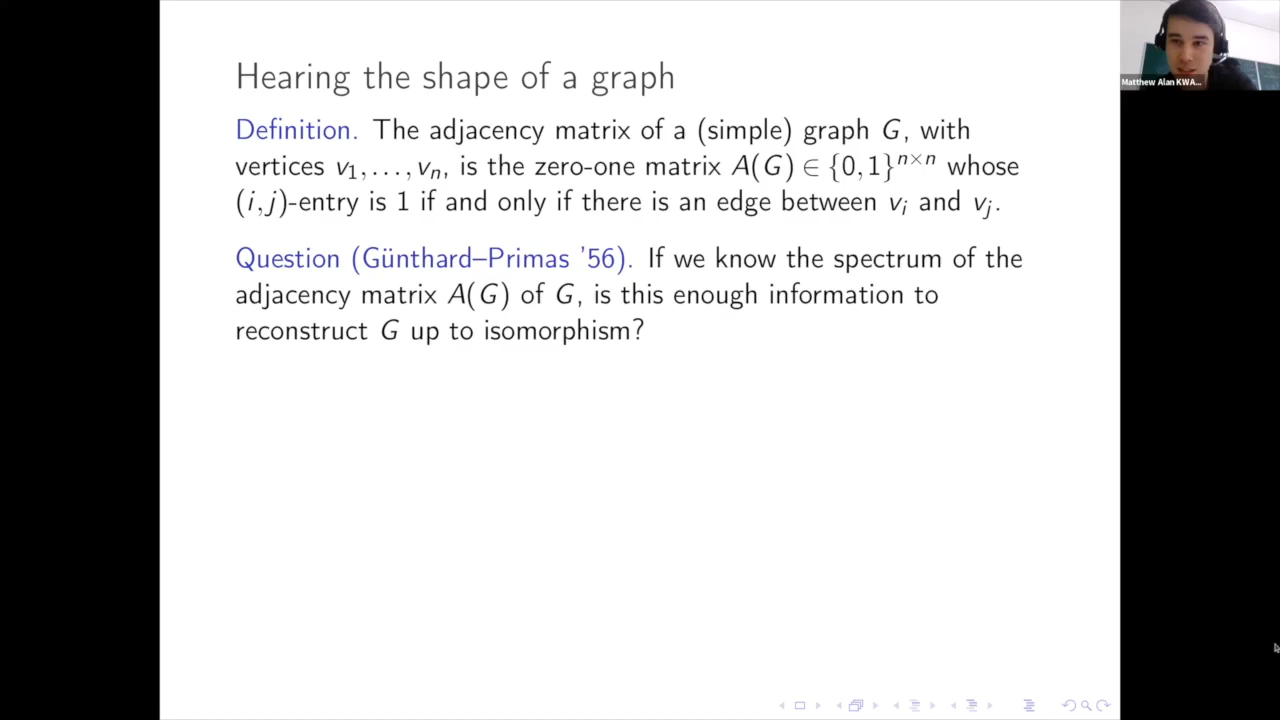 Hearing the shape of a graph
Matthew Alan KWA...
Definition. The adjacency matrix of a (simple) graph G, with
vertices v₁, ..., vₙ, is the zero-one matrix A(G) ∈ {0, 1}ⁿˣⁿ whose
(i, j)-entry is 1 if and only if there is an edge between vᵢ and vⱼ.
Question (Günthard–Primas '56). If we know the spectrum of the
adjacency matrix A(G) of G, is this enough information to
reconstruct G up to isomorphism?